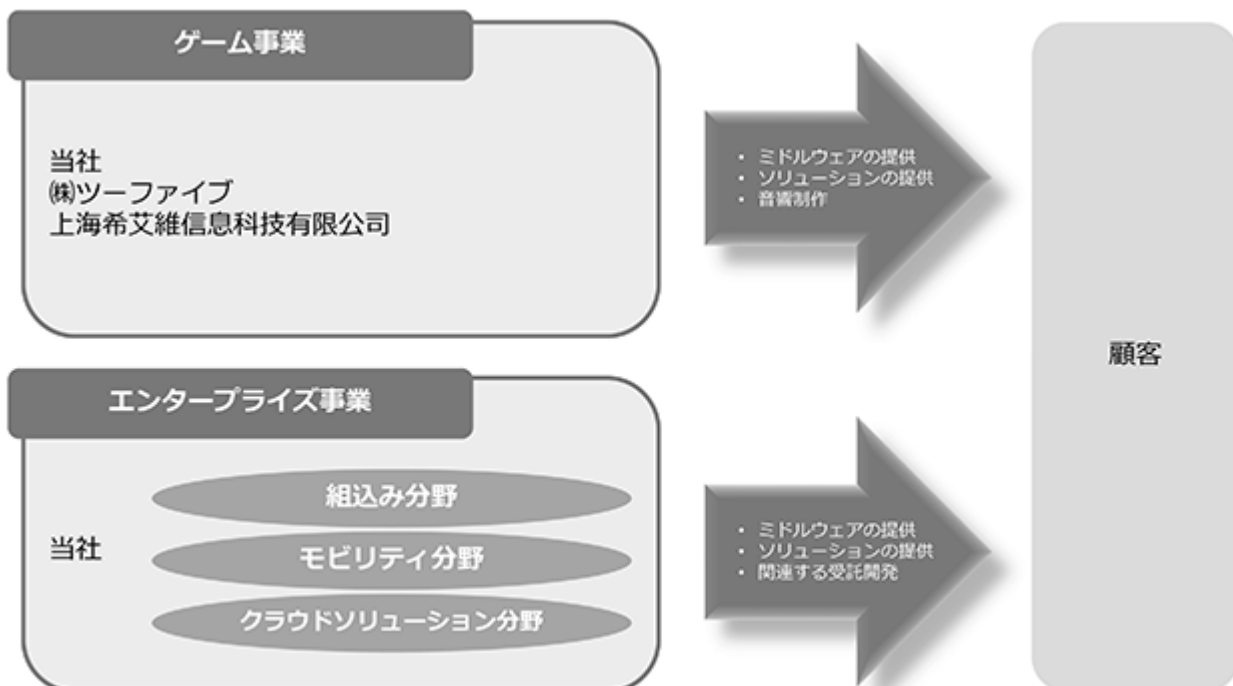 ゲーム事業
当社
㈱ツーファイブ
上海希艾維信息科技有限公司
・ ミドルウェアの提供
・ ソリューションの提供
・ 音響制作
顧客
エンタープライズ事業
当社
組込み分野
モビリティ分野
クラウドソリューション分野
・ ミドルウェアの提供
・ ソリューションの提供
・ 関連する受託開発